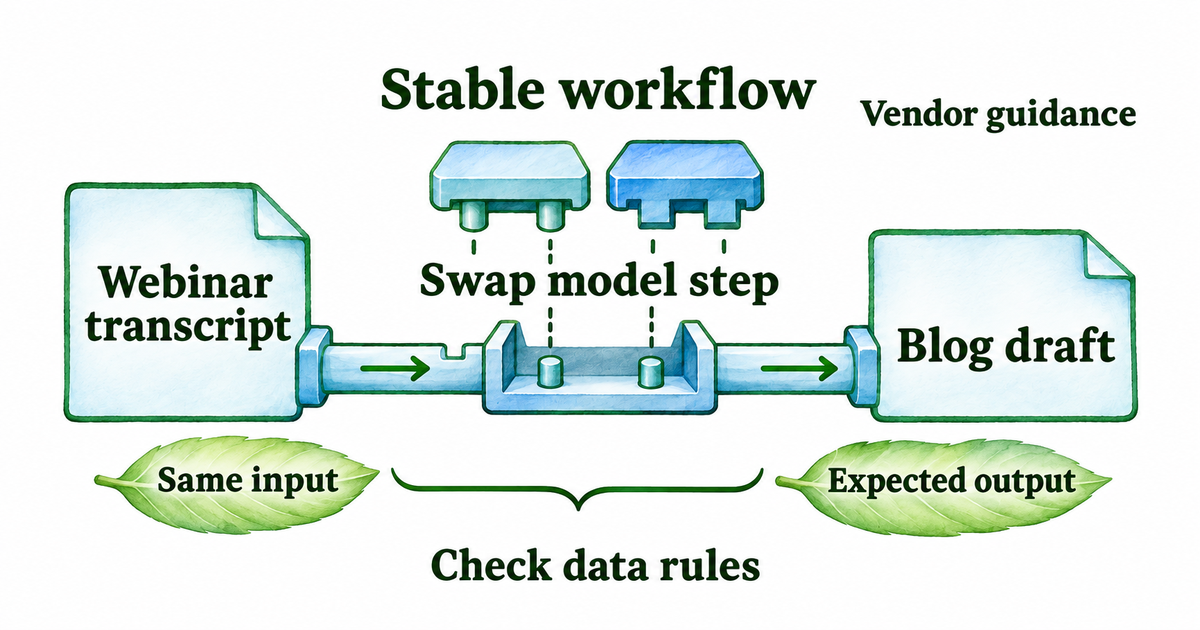 Stable workflow
Vendor guidance
Swap model step
Webinar
transcript
Blog draft
Same input
Expected output
Check data rules